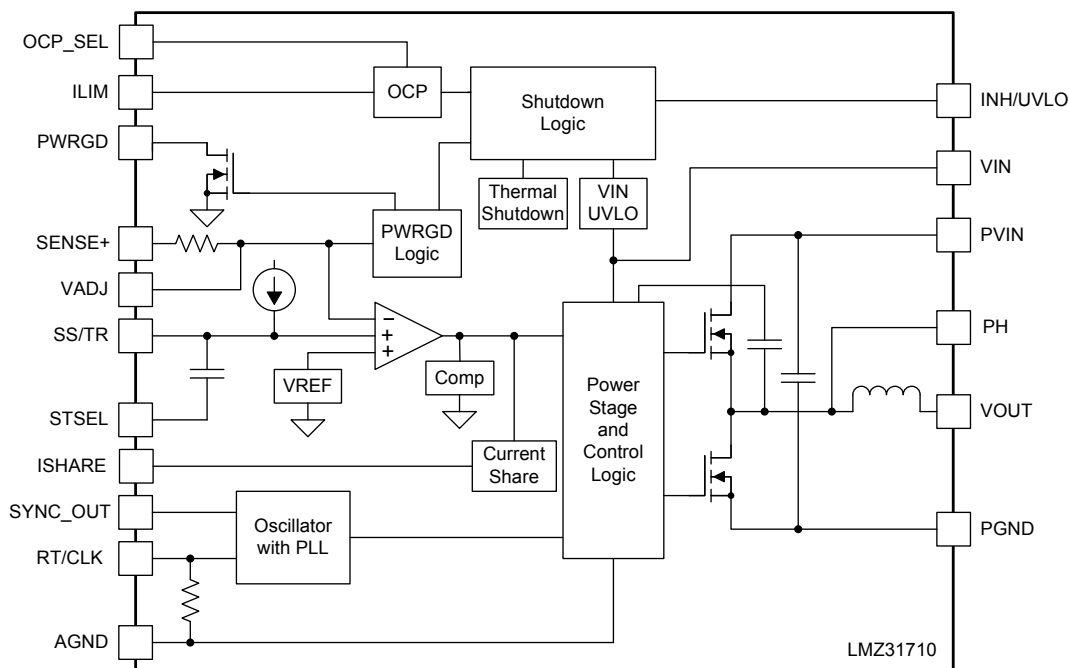 OCP_SEL
ILIM
PWRGD
SENSE+
VADJ
SS/TR
STSEL
ISHARE
SYNC_OUT
RT/CLK
AGND
OCP
Shutdown
Logic
Thermal
Shutdown
VIN
UVLO
PWRGD
Logic
VREF
−
+
+
Comp
Current
Share
Oscillator
with PLL
Power
Stage
and
Control
Logic
INH/UVLO
VIN
PVIN
PH
VOUT
PGND
LMZ31710